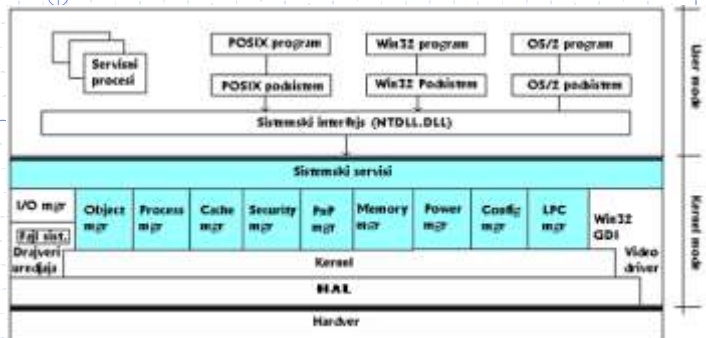 Servisni
procesi
POSIX program
Win32 program
OS/2 program
POSIX podsistem
Win32 Podsistem
OS/2 podsistem
Sistemski interfejs (NTDLL.DLL)
User mode
Sistemski servisi
I/O mgr
Fajl sist.
Drajveri
uredjaja
Object
mgr
Process
mgr
Cache
mgr
Security
mgr
PnP
mgr
Memory
mgr
Power
mgr
Config
mgr
LPC
mgr
Win32
GDI
Video
driver
Kernel
HAL
Kernel mode
Hardver